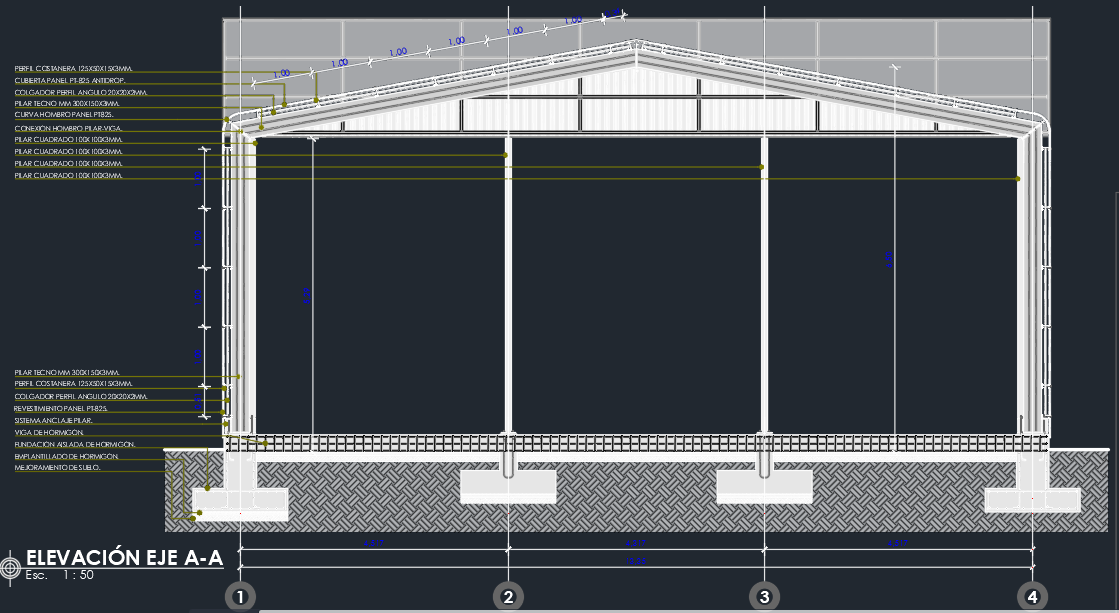 1.00
1.00
1.00
1.00
1.00
1.00
PERFIL COSTANERA 125X50X15X3MM.
CUBIERTA PANEL PT-825 ANTIDROP.
COLGADOR PERFIL ANGULO 20X20X2MM.
PILAR TECNO MM 300X150X3MM.
CURVA HOMBRO PANEL PT825.
CONEXION HOMBRO PILAR-VIGA.
PILAR CUADRADO 100X100X3MM.
PILAR CUADRADO 100X100X3MM.
PILAR CUADRADO 100X100X3MM.
PILAR CUADRADO 100X100X3MM.
PILAR TECNO MM 300X150X3MM.
PERFIL COSTANERA 125X50X15X3MM.
COLGADOR PERFIL ANGULO 20X20X2MM.
REVESTIMIENTO PANEL PT-825.
SISTEMA ANCLAJE PILAR.
VIGA DE HORMIGON.
FUNDACION AISLADA DE HORMIGON.
EMPLANTILLADO DE HORMIGON.
MEJORAMIENTO DE SUELO.
ELEVACIÓN EJE A-A
Esc. 1 : 50
1
2
3
4